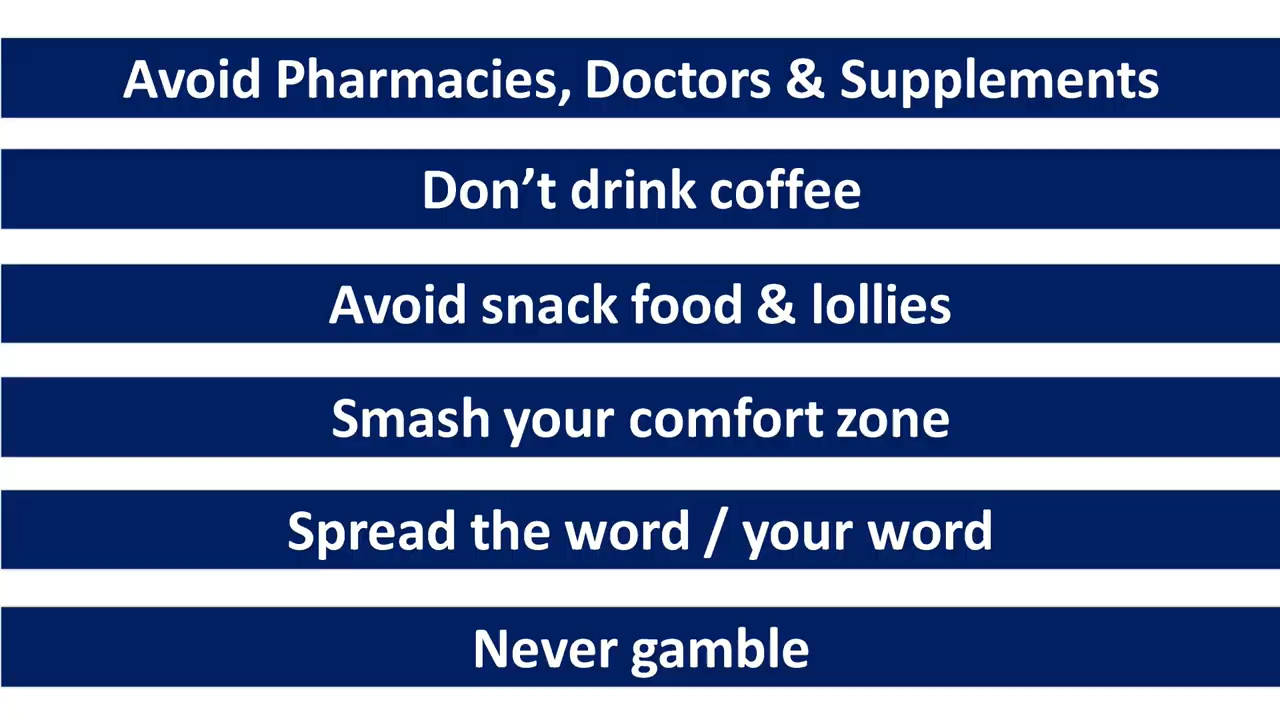 Avoid Pharmacies, Doctors & Supplements
Don’t drink coffee
Avoid snack food & lollies
Smash your comfort zone
Spread the word / your word
Never gamble